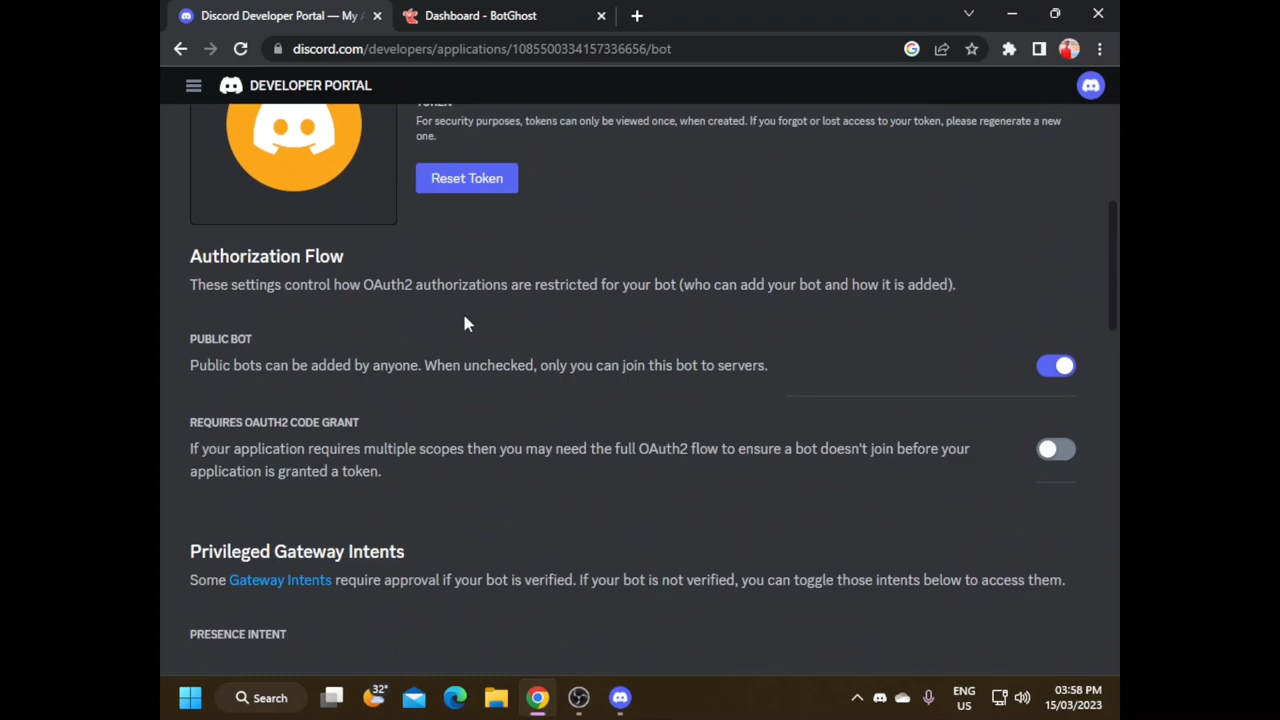 Discord Developer Portal — My A
Dashboard - BotGhost
discord.com/developers/applications/1085500334157336656/bot
DEVELOPER PORTAL
TOKEN
For security purposes, tokens can only be viewed once, when created. If you forgot or lost access to your token, please regenerate a new
one.
Reset Token
Authorization Flow
These settings control how OAuth2 authorizations are restricted for your bot (who can add your bot and how it is added).
PUBLIC BOT
Public bots can be added by anyone. When unchecked, only you can join this bot to servers.
REQUIRES OAUTH2 CODE GRANT
If your application requires multiple scopes then you may need the full OAuth2 flow to ensure a bot doesn't join before your
application is granted a token.
Privileged Gateway Intents
Some Gateway Intents require approval if your bot is verified. If your bot is not verified, you can toggle those intents below to access them.
PRESENCE INTENT
Search
32°
ENG
US
03:58 PM
15/03/2023